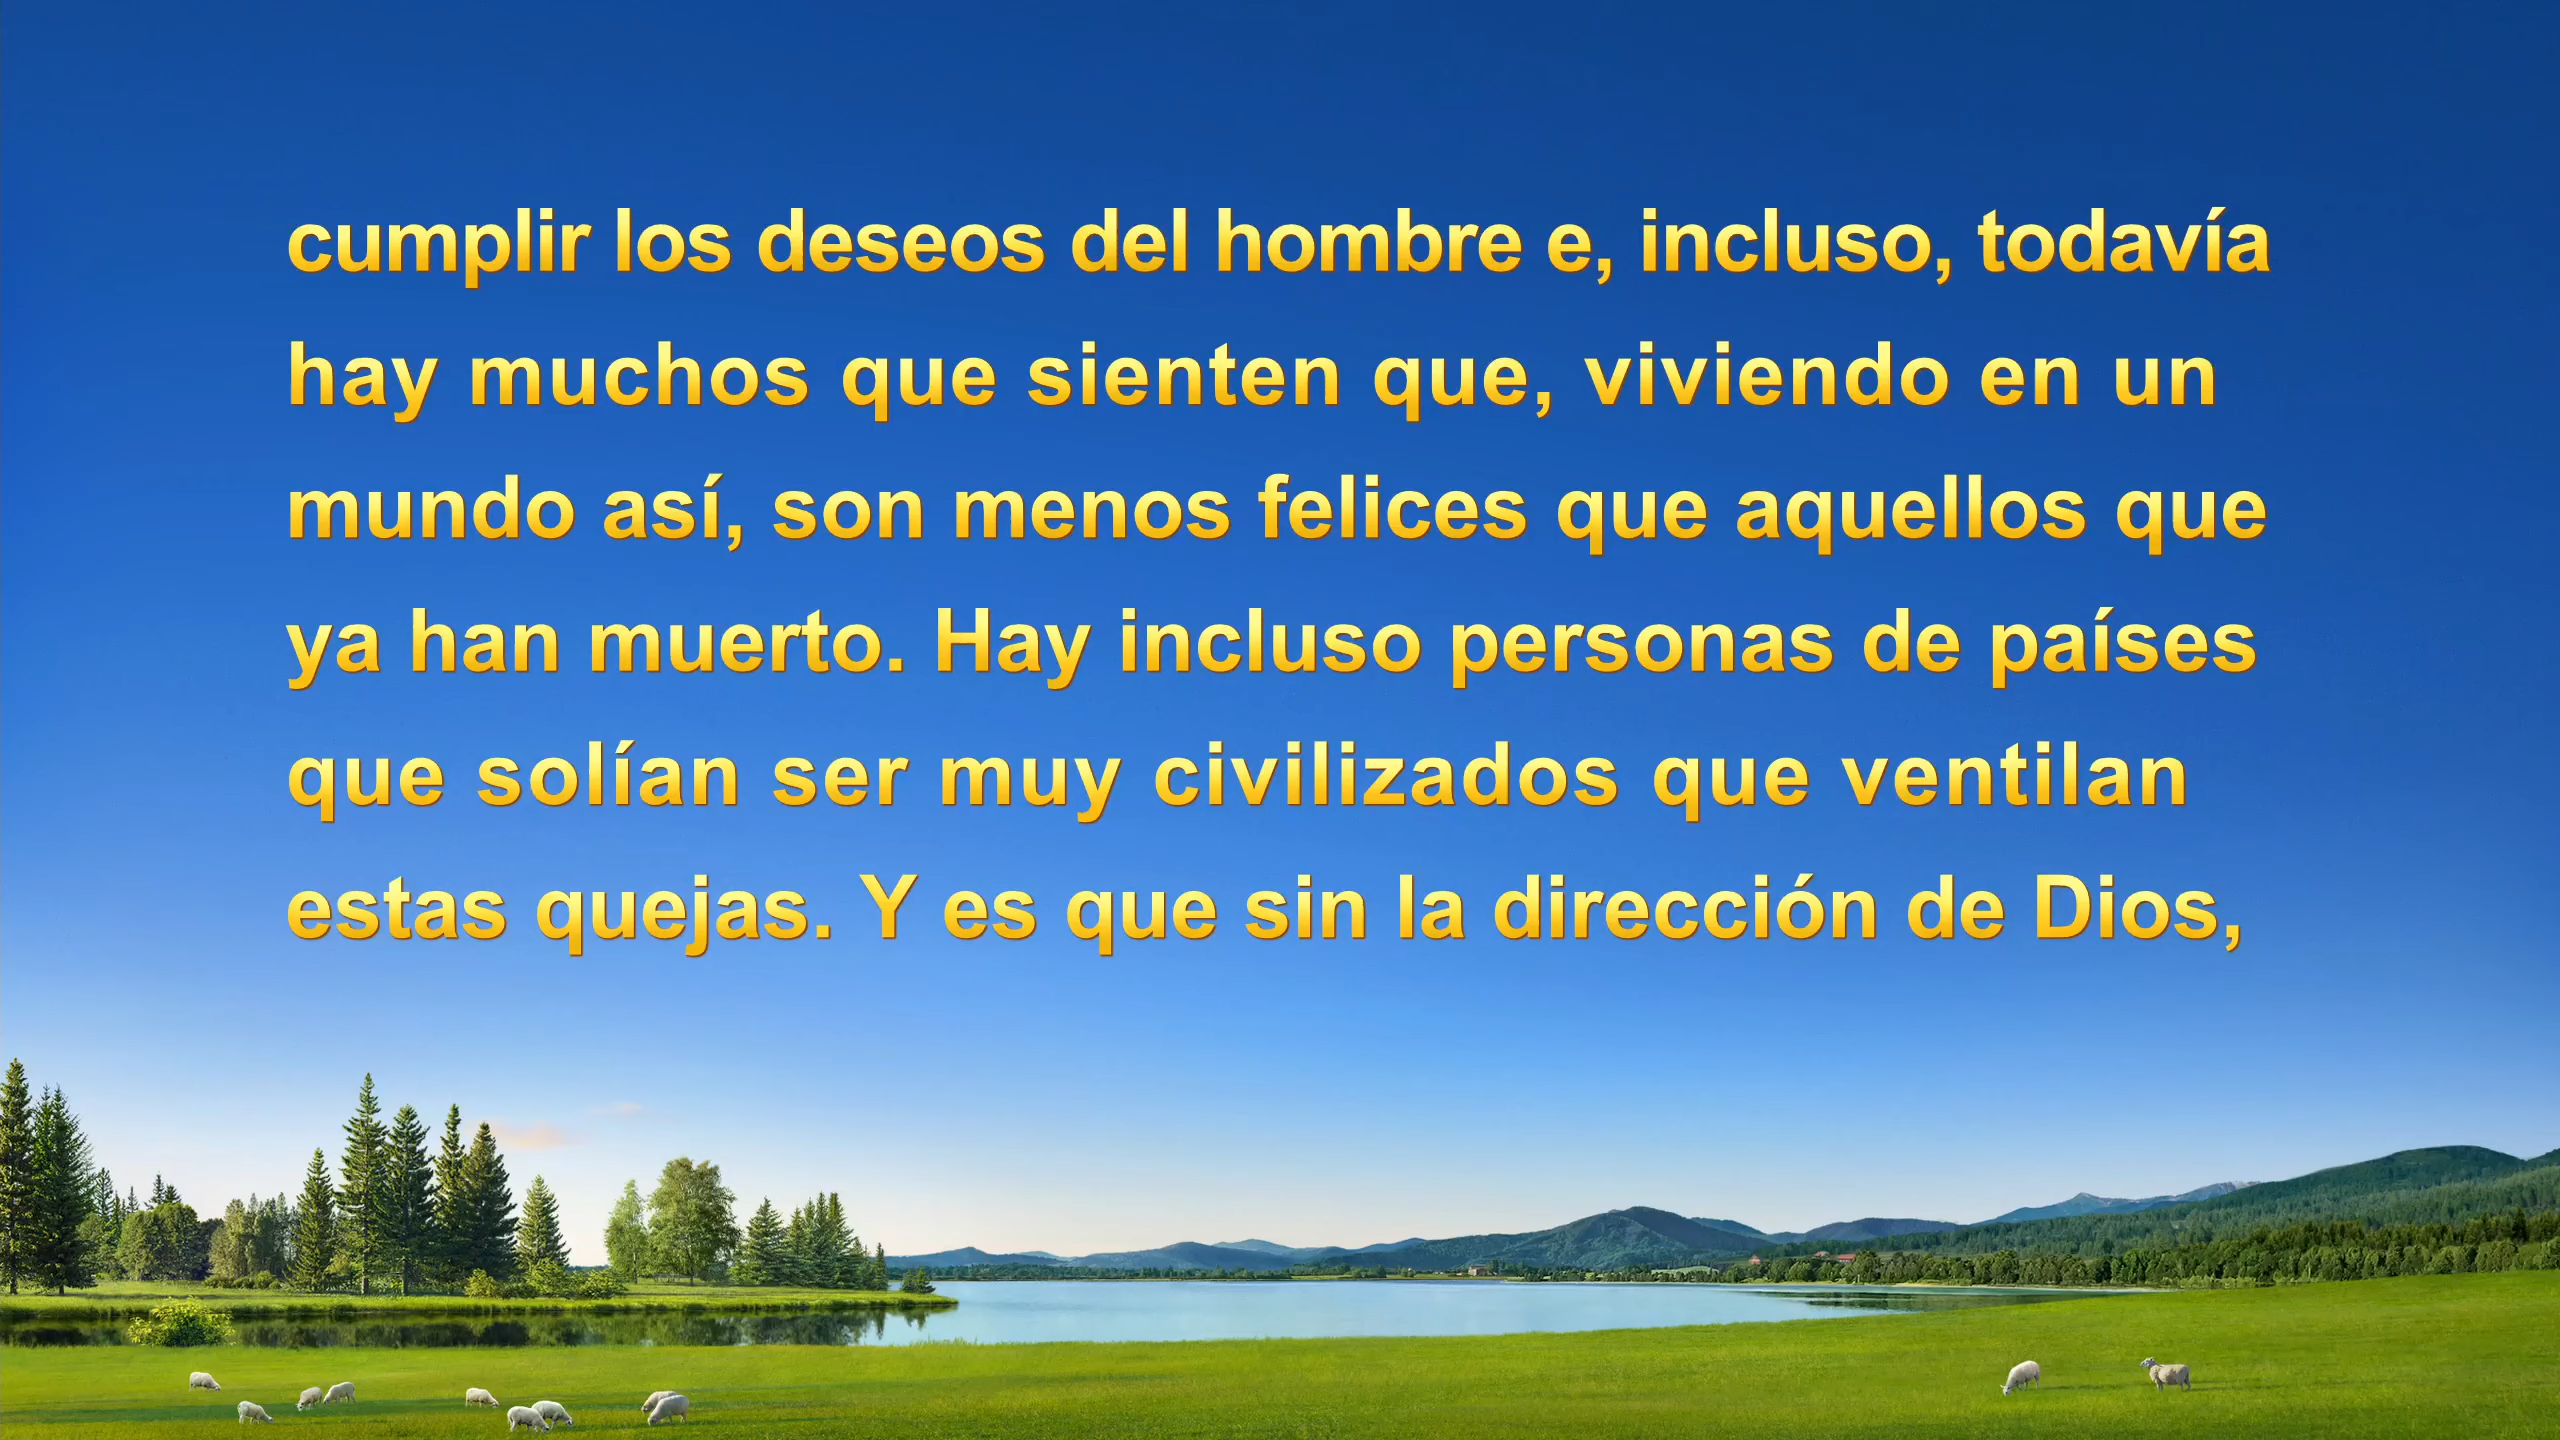 cumplir los deseos del hombre e, incluso, todavía
hay muchos que sienten que, viviendo en un
mundo así, son menos felices que aquellos que
ya han muerto. Hay incluso personas de países
que solían ser muy civilizados que ventilan
estas quejas. Y es que sin la dirección de Dios,